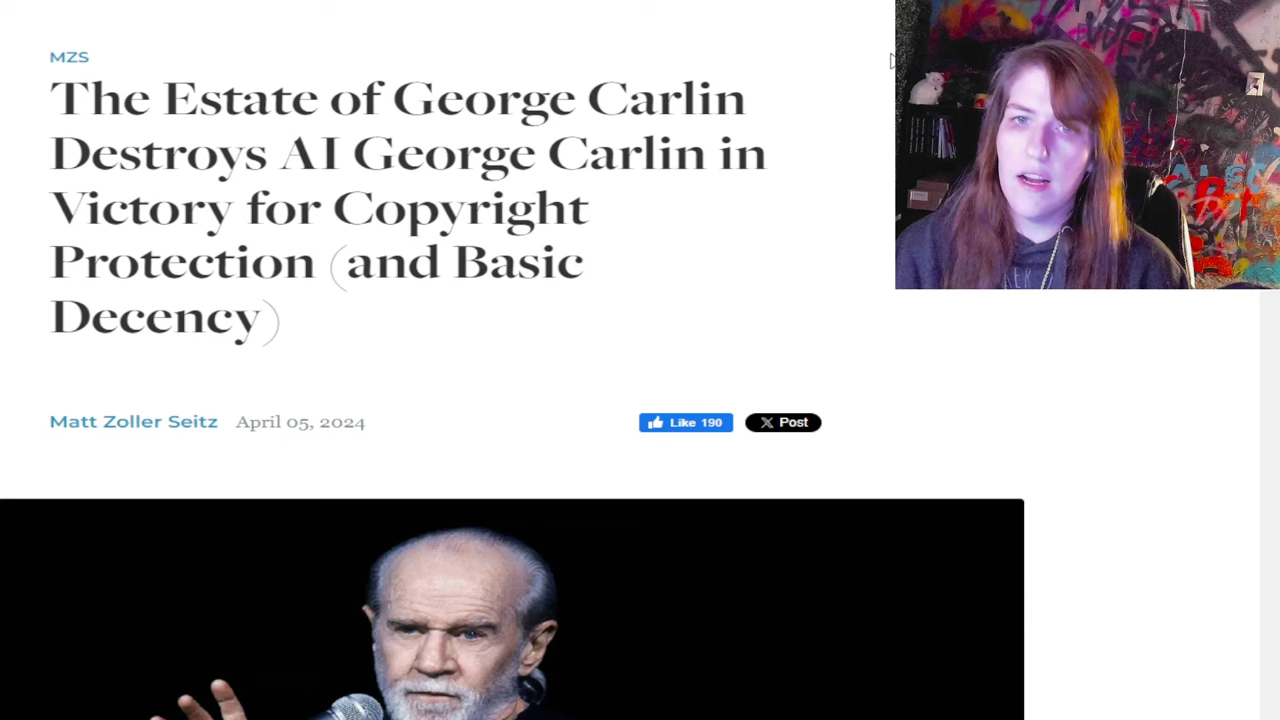 MZS
The Estate of George Carlin
Destroys AI George Carlin in
Victory for Copyright
Protection (and Basic
Decency)
Matt Zoller Seitz April 05, 2024
Like 190
Post